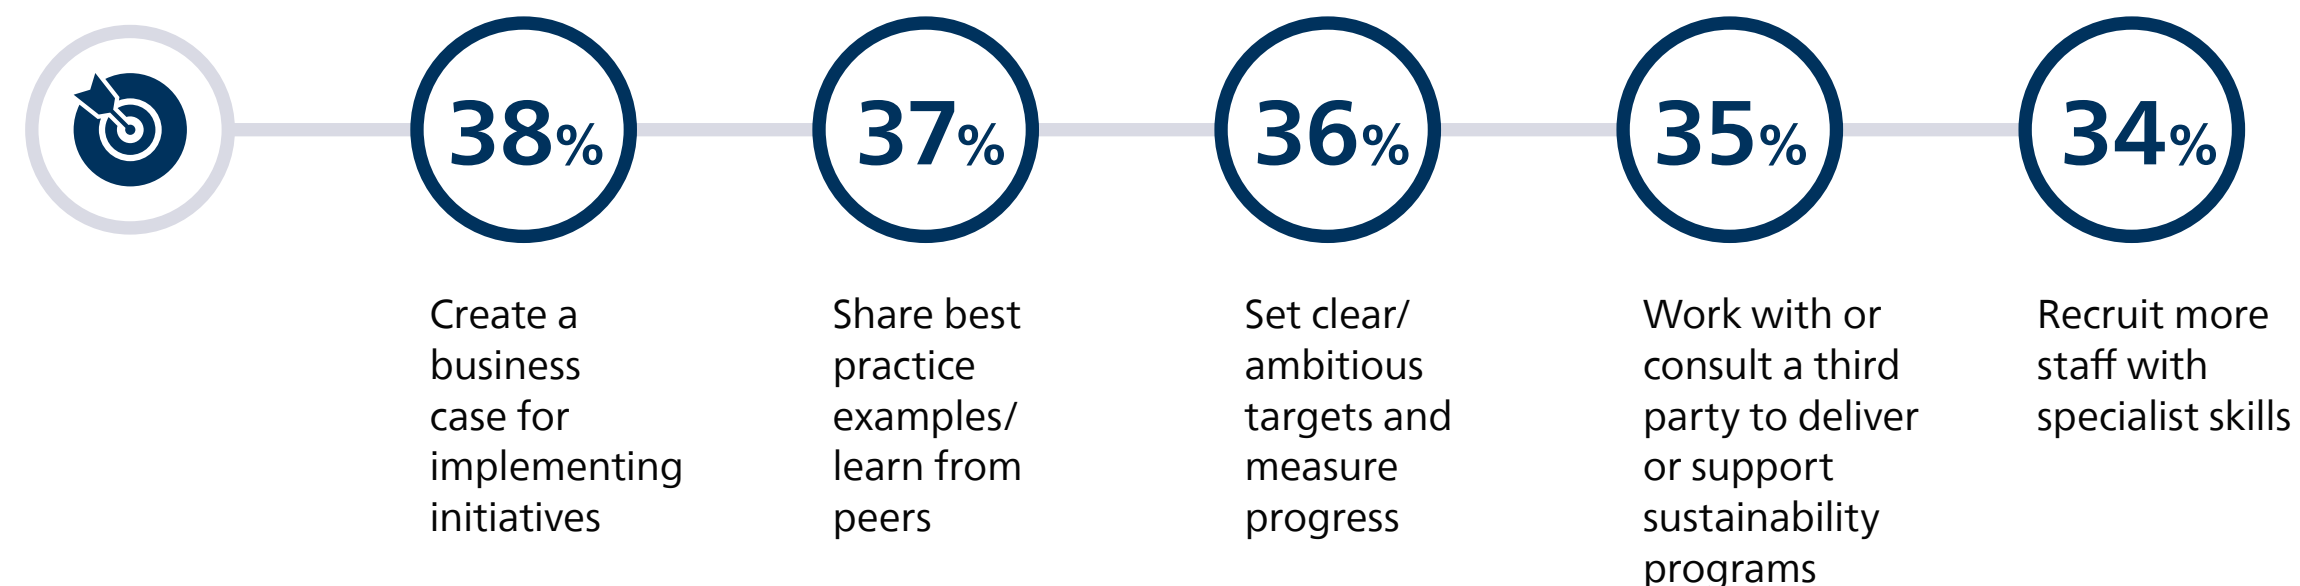 38%
Create a
business
case for
implementing
initiatives
37%
Share best
practice
examples/
learn from
peers
36%
Set clear/
ambitious
targets and
measure
progress
35%
Work with or
consult a third
party to deliver
or support
sustainability
programs
34%
Recruit more
staff with
specialist skills